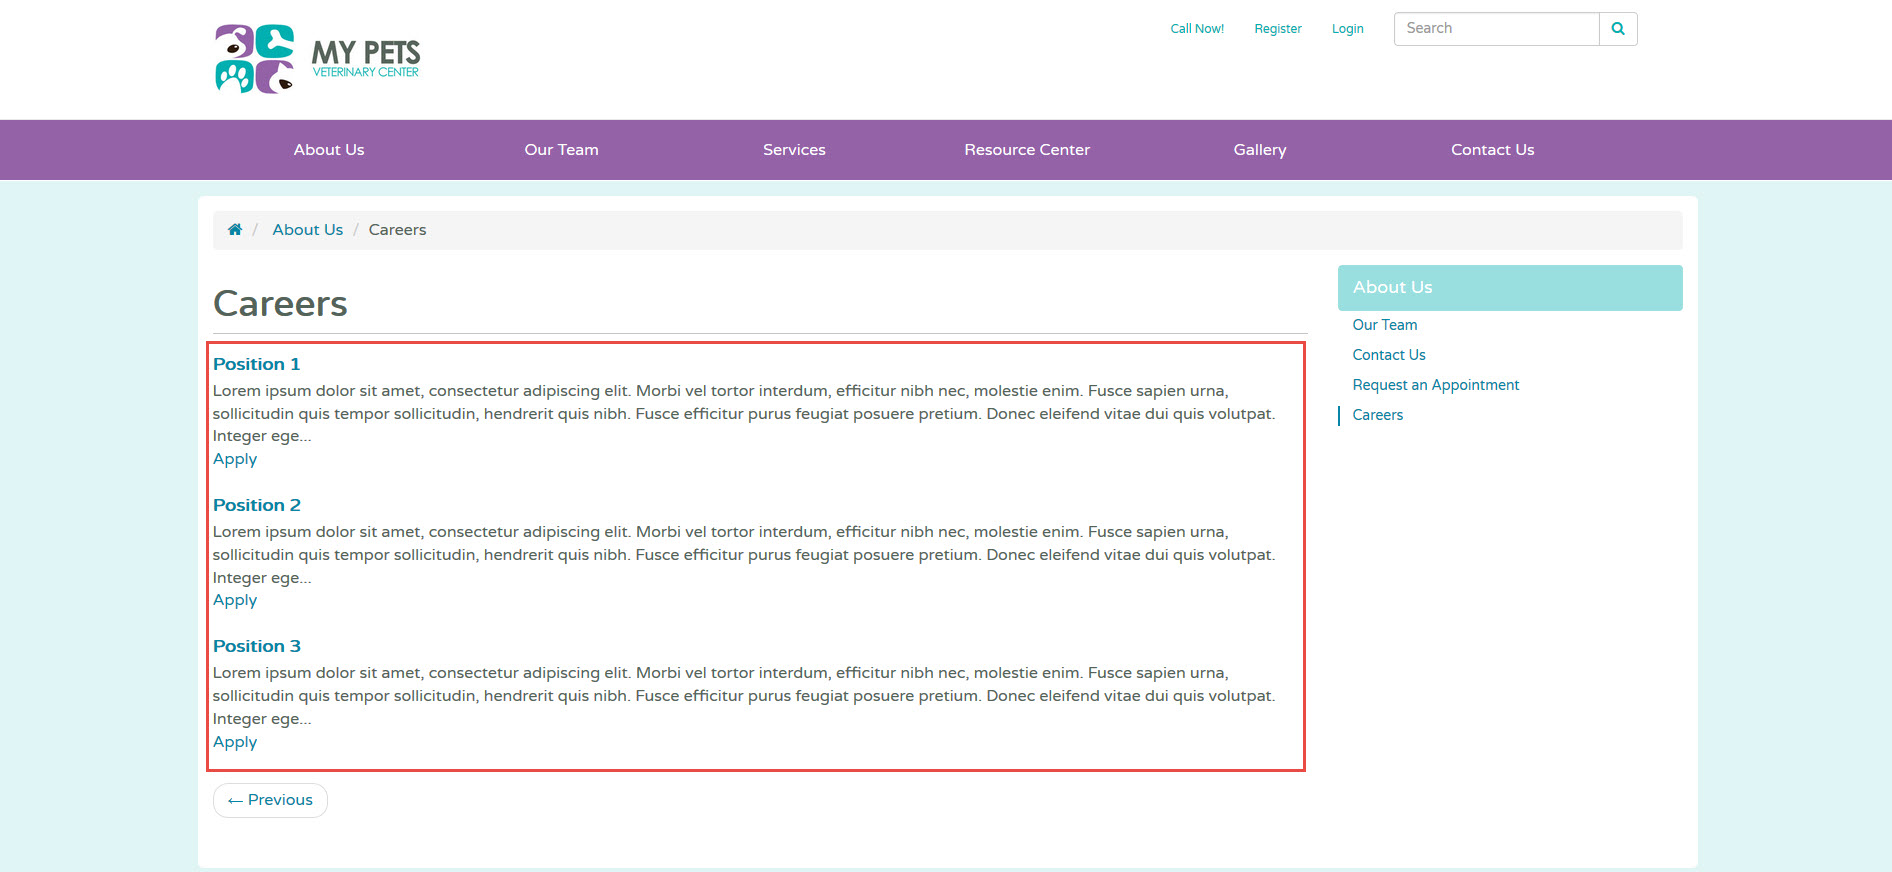 MY PETS
VETERINARY CENTER
Call Now!
Register
Login
Search
About Us
Our Team
Services
Resource Center
Gallery
Contact Us
/ About Us / Careers
Careers
Position 1
Lorem ipsum dolor sit amet, consectetur adipiscing elit. Morbi vel tortor interdum, efficitur nibh nec, molestie enim. Fusce sapien urna,
sollicitudin quis tempor sollicitudin, hendrerit quis nibh. Fusce efficitur purus feugiat posuere pretium. Donec eleifend vitae dui quis volutpat.
Integer ege...
Apply
Position 2
Lorem ipsum dolor sit amet, consectetur adipiscing elit. Morbi vel tortor interdum, efficitur nibh nec, molestie enim. Fusce sapien urna,
sollicitudin quis tempor sollicitudin, hendrerit quis nibh. Fusce efficitur purus feugiat posuere pretium. Donec eleifend vitae dui quis volutpat.
Integer ege...
Apply
Position 3
Lorem ipsum dolor sit amet, consectetur adipiscing elit. Morbi vel tortor interdum, efficitur nibh nec, molestie enim. Fusce sapien urna,
sollicitudin quis tempor sollicitudin, hendrerit quis nibh. Fusce efficitur purus feugiat posuere pretium. Donec eleifend vitae dui quis volutpat.
Integer ege...
Apply
← Previous
About Us
Our Team
Contact Us
Request an Appointment
Careers